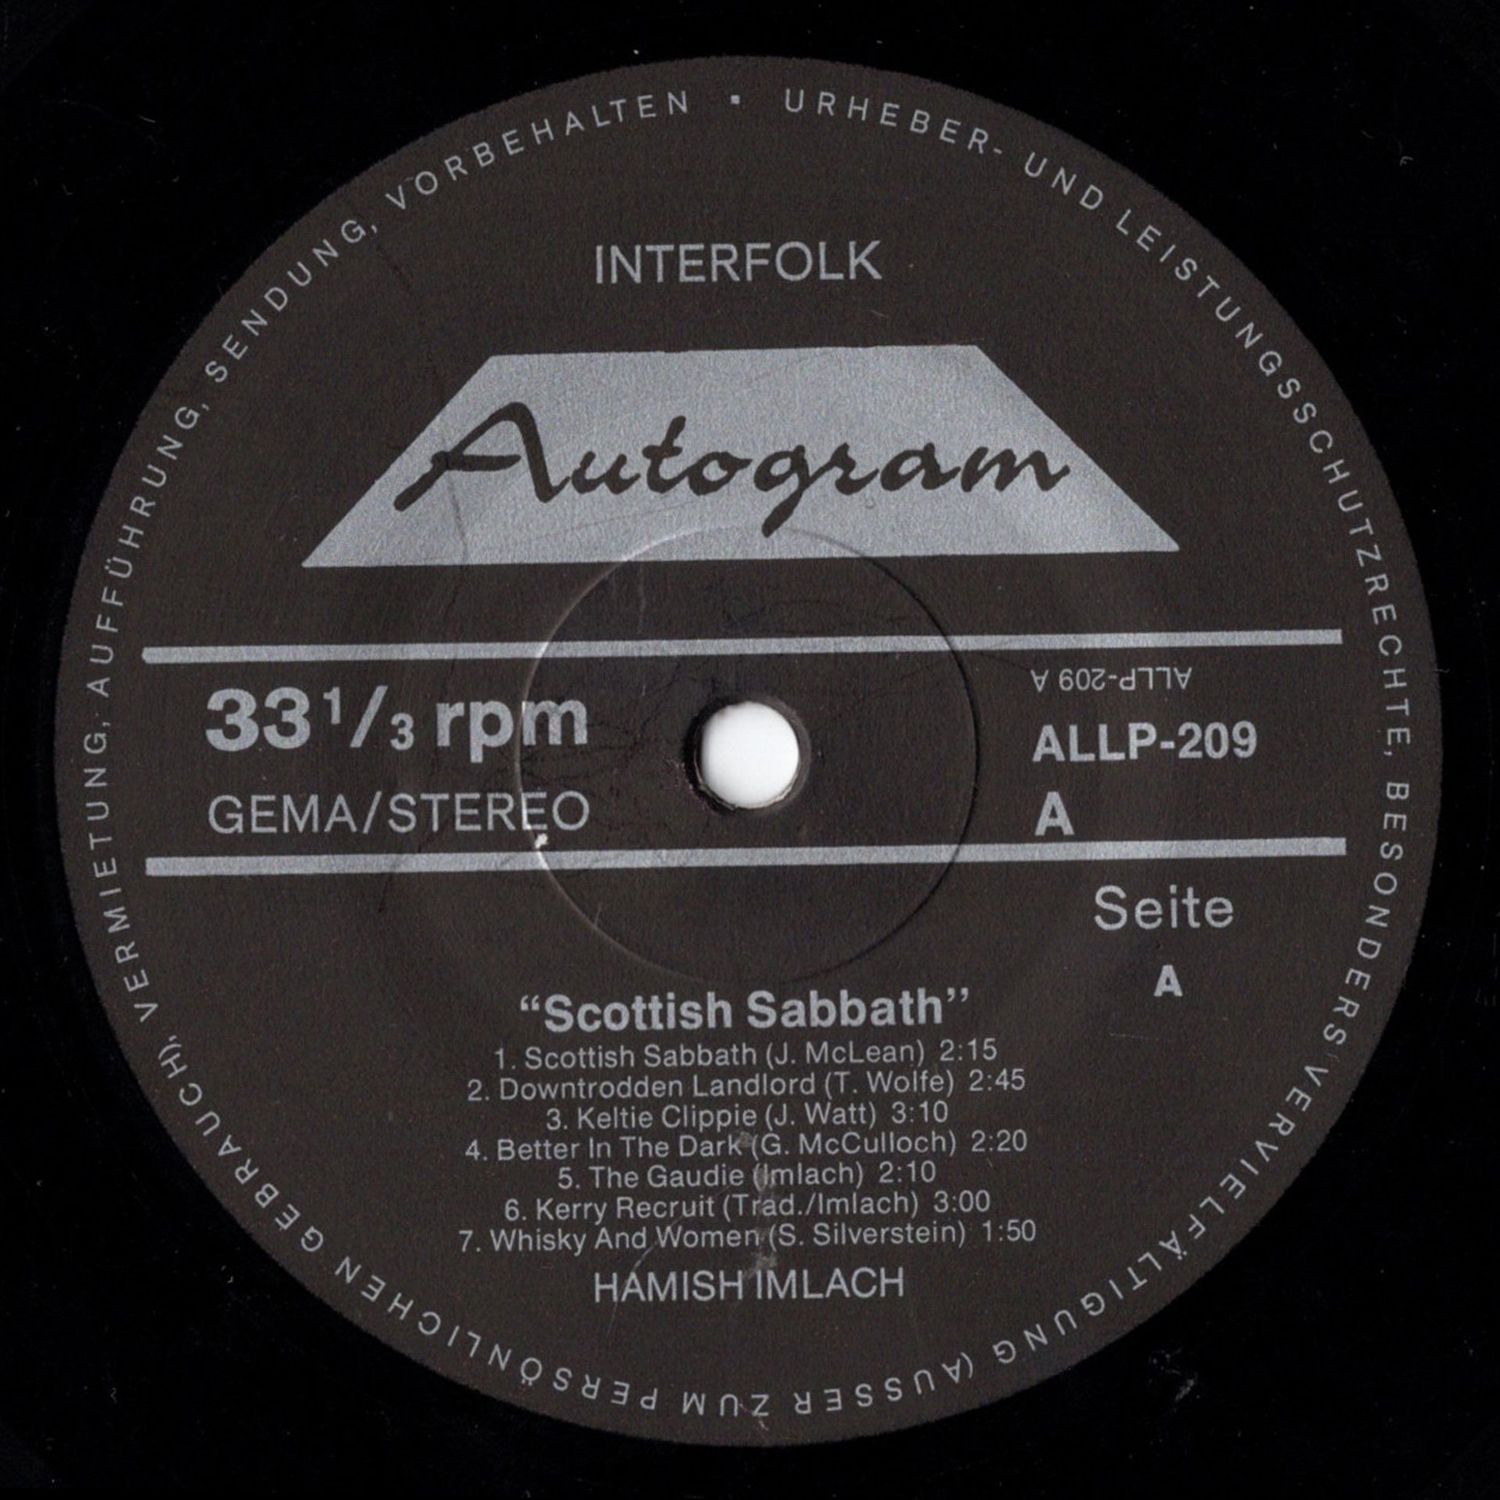 URHEBER- UND LEISTUNGSSCHUTZRECHTE, BESONDERS VERVIELFÄLTIGUNG (AUSSER ZUM PERSÖNLICHEN GEBRAUCH), VERMIETUNG, AUFFÜHRUNG, SENDUNG, VORBEHALTEN ▪
INTERFOLK
Autogram
ALLP-209 A
33 1/3 rpm
ALLP-209
GEMA/STEREO
A
Seite
A
“Scottish Sabbath”
1. Scottish Sabbath (J. McLean) 2:15
2. Downtrodden Landlord (T. Wolfe) 2:45
3. Keltie Clippie (J. Watt) 3:10
4. Better In The Dark (G. McCulloch) 2:20
5. The Gaudie (Imlach) 2:10
6. Kerry Recruit (Trad./Imlach) 3:00
7. Whisky And Women (S. Silverstein) 1:50
HAMISH IMLACH